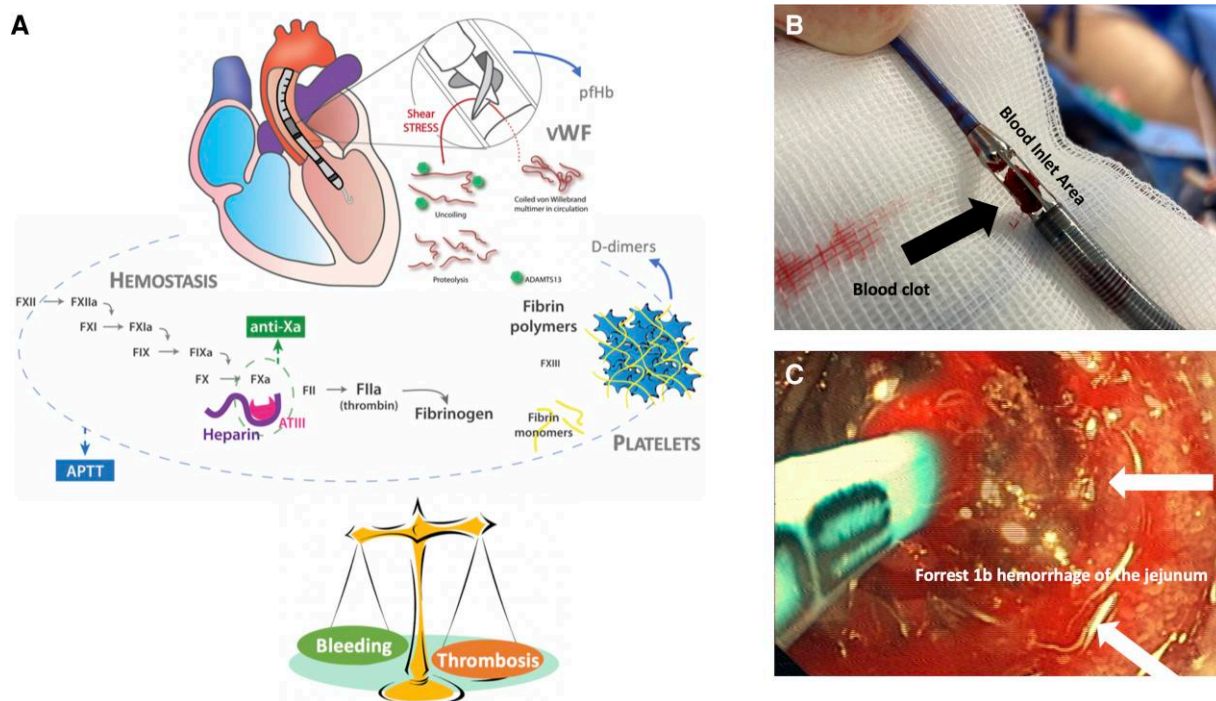 A
pfHb
Shear
STRESS
vWF
Uncoiling
Coiled von Willebrand
multimer in circulation
Proteolysis
ADAMTS13
D-dimers
HEMOSTASIS
FXII
FXIIa
FXI
FXIa
FIX
FIXa
anti-Xa
FX
FXa
Heparin
ATIII
FII
FIIa
(thrombin)
Fibrinogen
Fibrin
polymers
FXIII
Fibrin
monomers
PLATELETS
APTT
Bleeding
Thrombosis
B
Blood Inlet Area
Blood clot
C
Forrest 1b hemorrhage of the jejunum